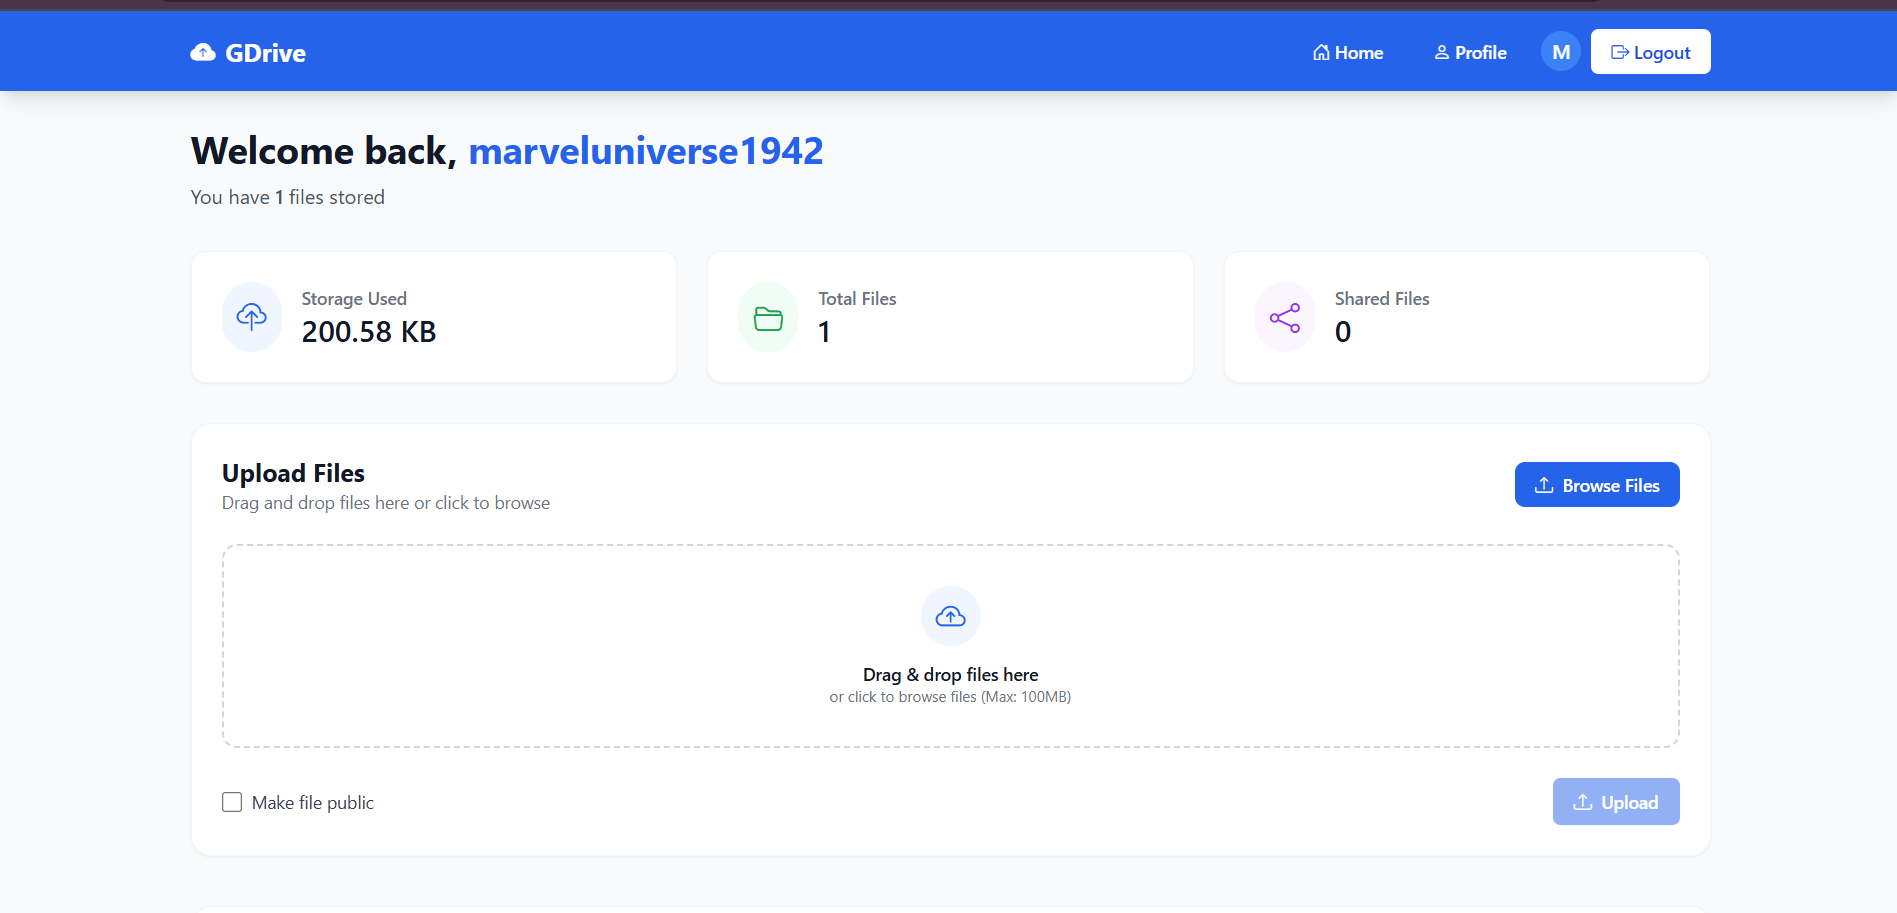 GDrive
Home
Profile
M
Logout
Welcome back, marveluniverse1942
You have 1 files stored
Storage Used
200.58 KB
Total Files
1
Shared Files
0
Upload Files
Drag and drop files here or click to browse
Browse Files
Drag & drop files here
or click to browse files (Max: 100MB)
Make file public
Upload